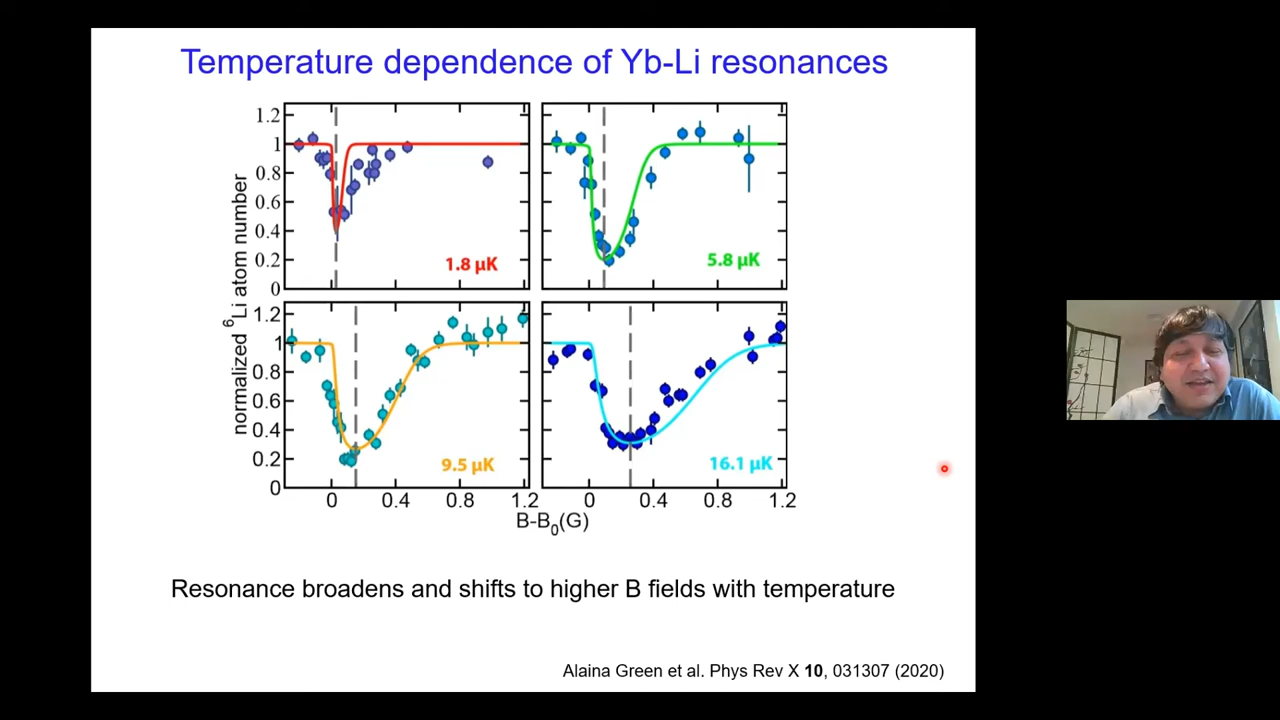 Temperature dependence of Yb-Li resonances
normalized ⁶Li atom number
1.2
1
0.8
0.6
0.4
0.2
0
1.8 µK
5.8 µK
1.2
1
0.8
0.6
0.4
0.2
0
9.5 µK
16.1 µK
0 0.4 0.8 1.2
0 0.4 0.8 1.2
B-B₀(G)
Resonance broadens and shifts to higher B fields with temperature
Alaina Green et al. Phys Rev X 10, 031307 (2020)